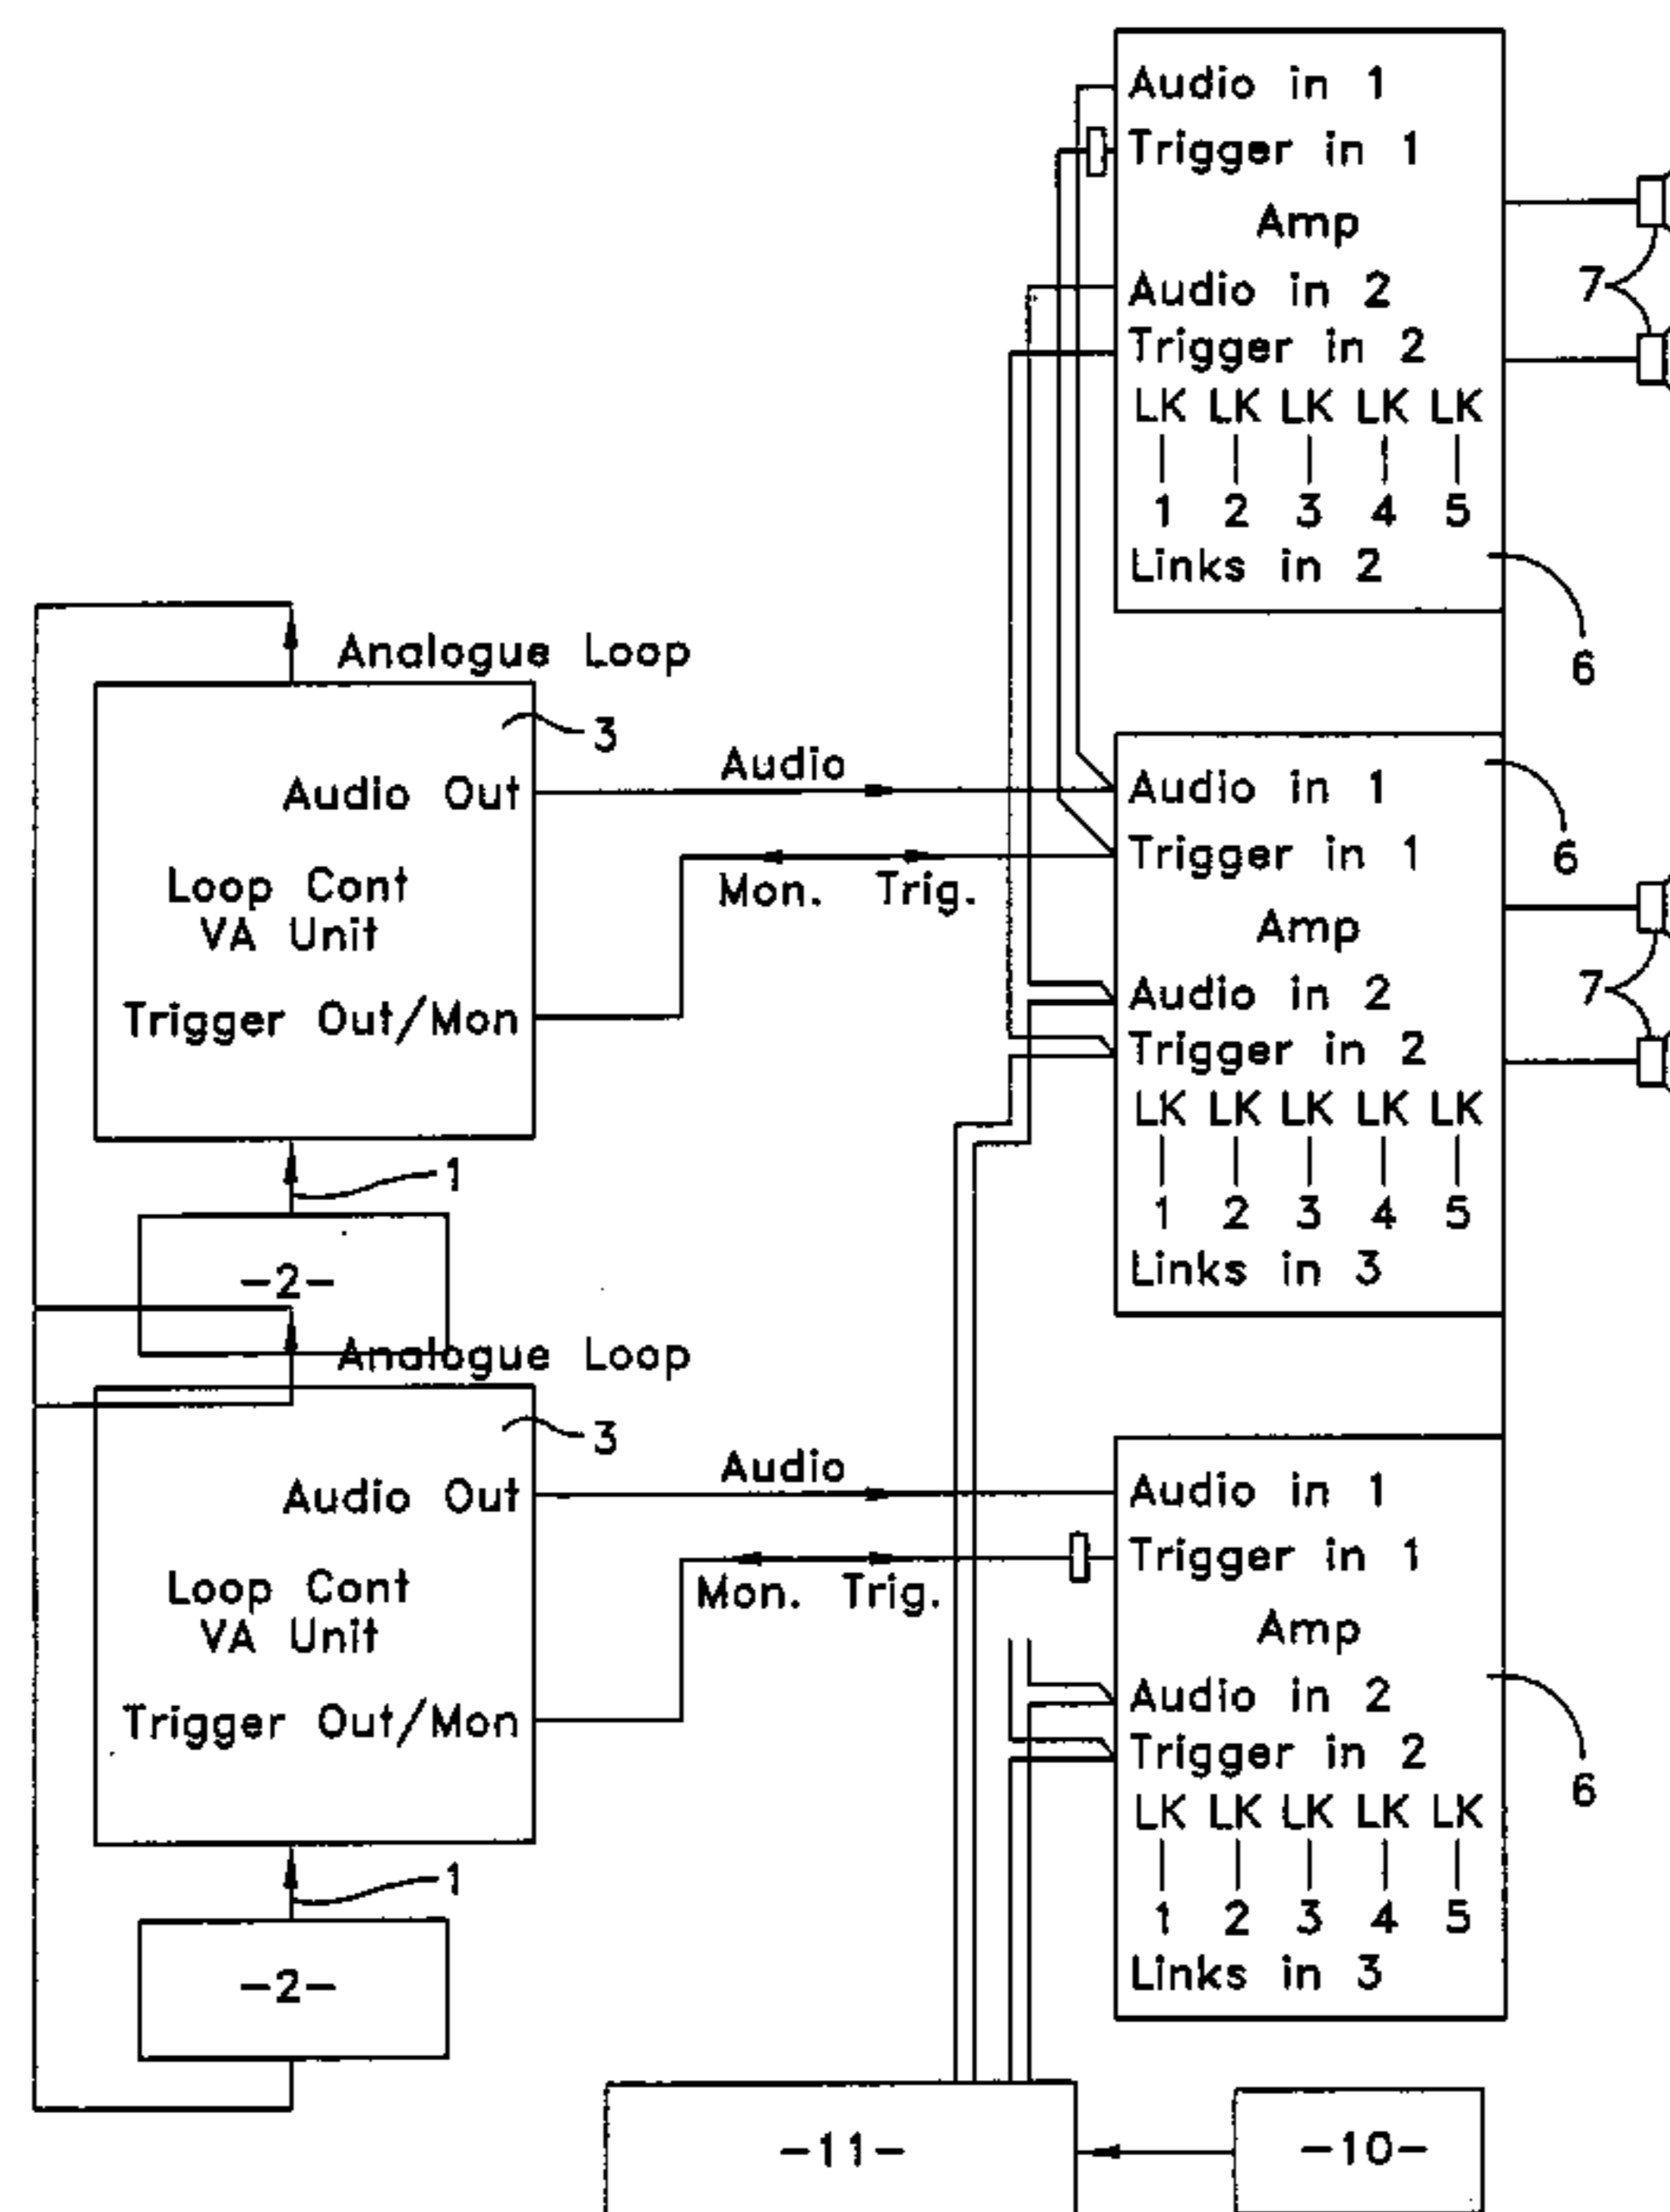 Audio in 1
Trigger in 1
Amp
7
Audio in 2
Trigger in 2
LK LK LK LK LK
1 2 3 4 5
Links in 2
6
Analogue Loop
3
Audio Out
Loop Cont
VA Unit
Trigger Out/Mon
1
-2-
Audio
Mon. Trig.
Audio in 1
6
Trigger in 1
Amp
7
Audio in 2
Trigger in 2
LK LK LK LK LK
1 2 3 4 5
Links in 3
Analogue Loop
3
Audio Out
Loop Cont
VA Unit
Trigger Out/Mon
1
-2-
Audio
Mon. Trig.
Audio in 1
Trigger in 1
Amp
Audio in 2
Trigger in 2
6
LK LK LK LK LK
1 2 3 4 5
Links in 3
-11-
-10-